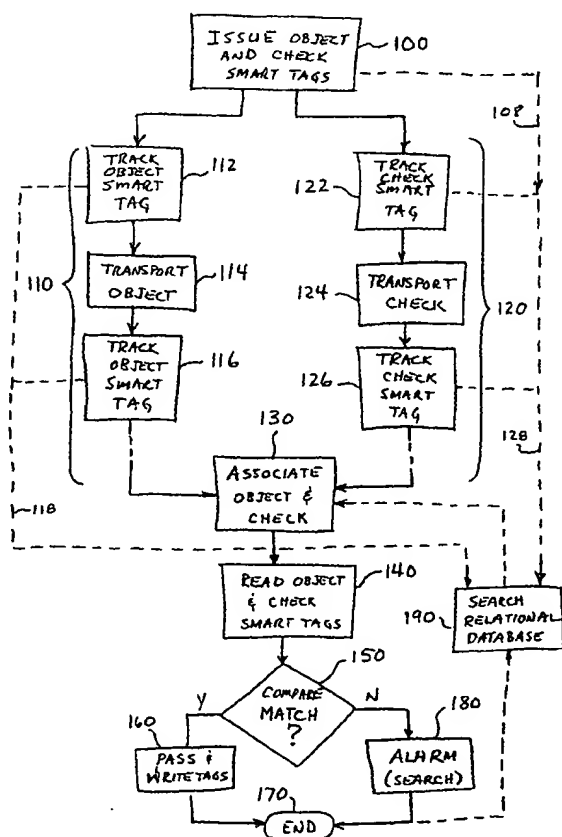 ISSUE OBJECT
AND CHECK
SMART TAGS
100
108
TRACK
OBJECT
SMART
TAG
112
TRACK
CHECK
SMART
TAG
122
110
TRANSPORT
OBJECT
114
TRANSPORT
CHECK
124
120
TRACK
OBJECT
SMART
TAG
116
TRACK
CHECK
SMART
TAG
126
128
130
ASSOCIATE
OBJECT &
CHECK
118
READ OBJECT
& CHECK
SMART TAGS
140
SEARCH
RELATIONAL
DATABASE
190
150
COMPARE
MATCH
?
Y
N
160
PASS &
WRITE TAGS
180
ALARM
(SEARCH)
170
END